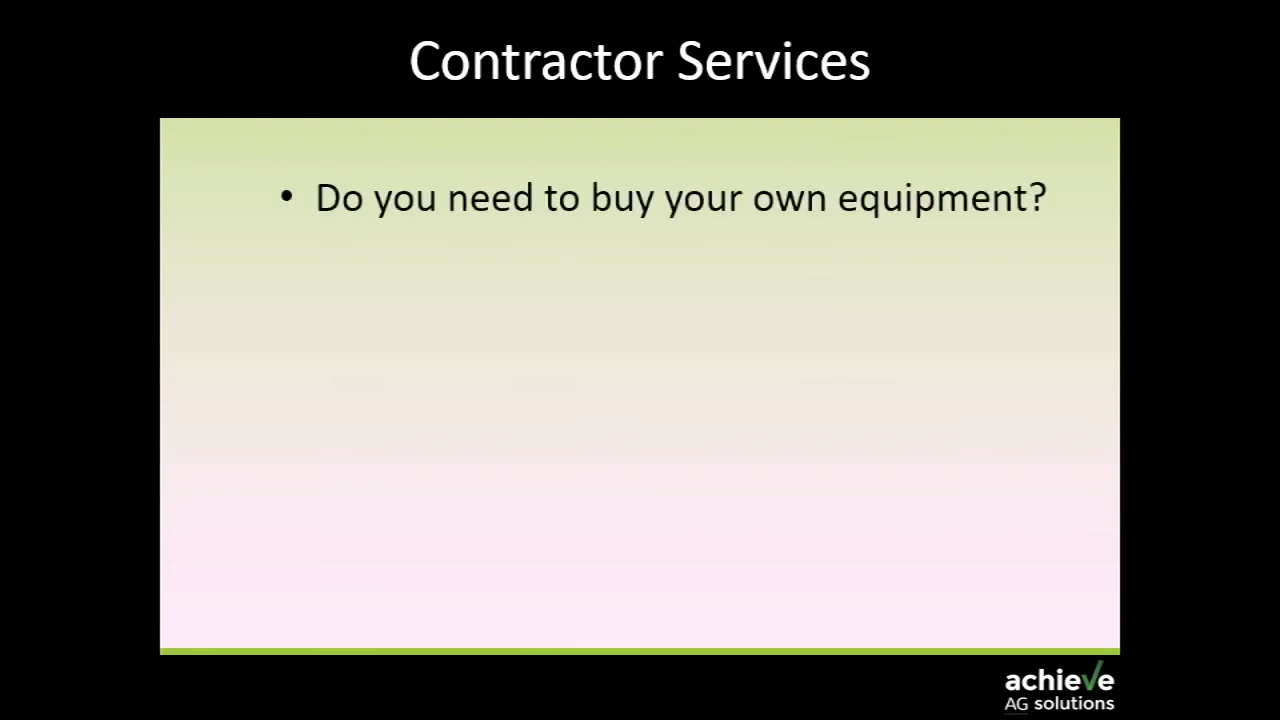 Contractor Services
• Do you need to buy your own equipment?
achieve
AG solutions